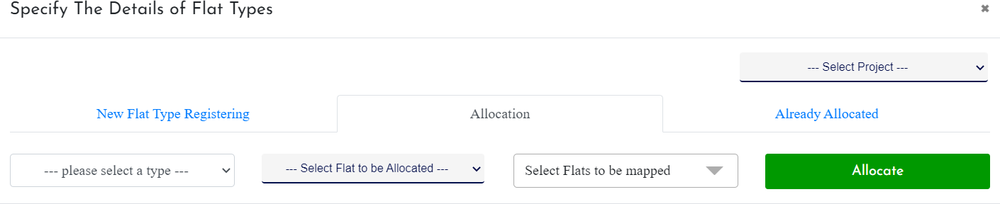 Specify The Details of Flat Types
--- Select Project ---
New Flat Type Registering
Allocation
Already Allocated
--- please select a type ---
--- Select Flat to be Allocated ---
Select Flats to be mapped
Allocate